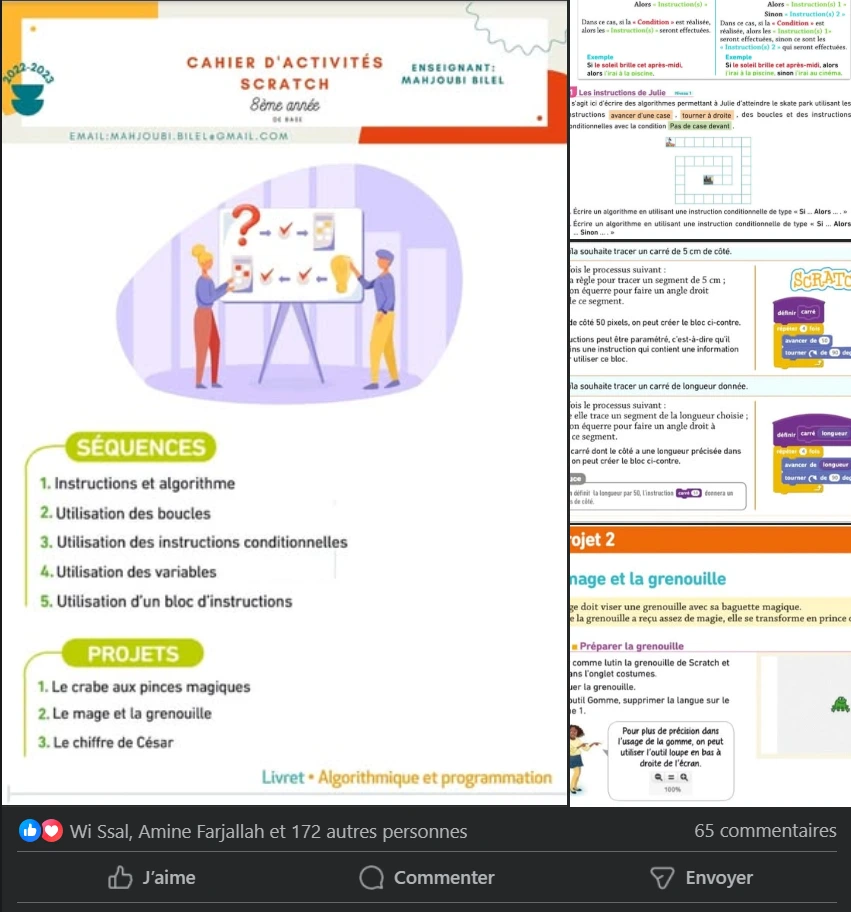 2022-2023
CAHIER D'ACTIVITÉS
SCRATCH
8ème année
DE BASE
ENSEIGNANT:
MAHJOUBI BILEL
EMAIL:MAHJOUBI.BILEL@GMAIL.COM
SÉQUENCES
1. Instructions et algorithme
2. Utilisation des boucles
3. Utilisation des instructions conditionnelles
4. Utilisation des variables
5. Utilisation d'un bloc d'instructions
PROJETS
1. Le crabe aux pinces magiques
2. Le mage et la grenouille
3. Le chiffre de César
Livret • Algorithmique et programmation
Alors « Instruction(s) »
Dans ce cas, si la « Condition » est réalisée,
alors les « Instruction(s) » seront effectuées.
Exemple
Si le soleil brille cet après-midi,
alors j'irai à la piscine.
Alors « Instruction(s) 1 »
Sinon « Instruction(s) 2 »
Dans ce cas, si la « Condition » est
réalisée, alors les « Instruction(s) 1»
seront effectuées, sinon ce sont les
« Instruction(s) 2 » qui seront effectuées.
Exemple
Si le soleil brille cet après-midi, alors
j'irai à la piscine, sinon j'irai au cinéma.
1 Les instructions de Julie Niveau 1
s'agit ici d'écrire des algorithmes permettant à Julie d'atteindre le skate park utilisant les
structions avancer d'une case , tourner à droite , des boucles et des instructions
onditionnelles avec la condition Pas de case devant .
. Écrire un algorithme en utilisant une instruction conditionnelle de type « Si ... Alors ... »
. Écrire un algorithme en utilisant une instruction conditionnelle de type « Si ... Alors
... Sinon ... . »
la souhaite tracer un carré de 5 cm de côté.
ois le processus suivant :
a règle pour tracer un segment de 5 cm ;
on équerre pour faire un angle droit
le ce segment.
de côté 50 pixels, on peut créer le bloc ci-contre.
uctions peut être paramétré, c'est-à-dire qu'il
ins une instruction qui contient une information
utiliser ce bloc.
SCRATC
définir carré
répéter 4 fois
avancer de 50
tourner de 90 deg
la souhaite tracer un carré de longueur donnée.
ois le processus suivant :
elle trace un segment de la longueur choisie ;
on équerre pour faire un angle droit à
ce segment.
carré dont le côté a une longueur précisée dans
on peut créer le bloc ci-contre.
définir carré longueur
répéter 4 fois
avancer de longueur
tourner de 90 deg
uce
définit la longueur par 50, l'instruction carré 50 donnera un
de côté.
ojet 2
mage et la grenouille
ge doit viser une grenouille avec sa baguette magique.
e la grenouille a reçu assez de magie, elle se transforme en prince
Préparer la grenouille
comme lutin la grenouille de Scratch et
ans l'onglet costumes.
uer la grenouille.
outil Gomme, supprimer la langue sur le
e 1.
Pour plus de précision dans
l'usage de la gomme, on peut
utiliser l'outil loupe en bas à
droite de l'écran.
100%
Wi Ssal, Amine Farjallah et 172 autres personnes
65 commentaires
J'aime
Commenter
Envoyer